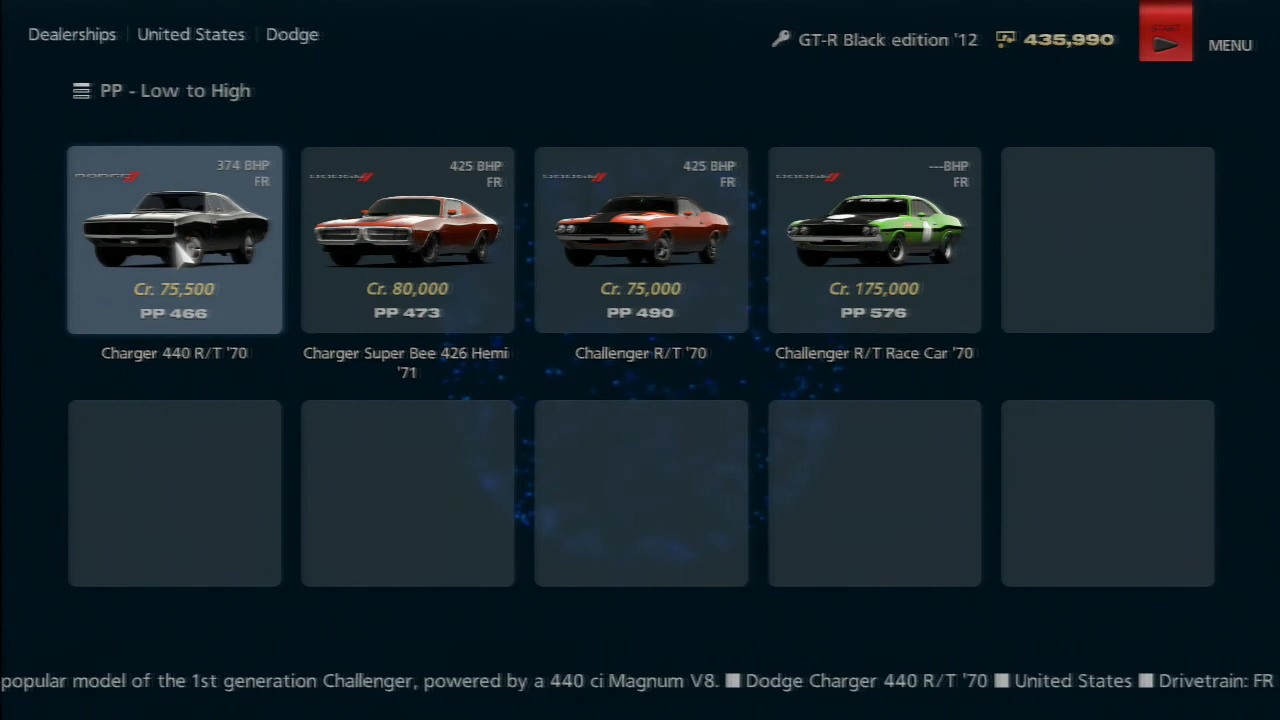 Dealerships United States Dodge
GT-R Black edition '12 435,990
START
MENU
PP - Low to High
DODGE 374 BHP
FR
Cr. 75,500
PP 466
Charger 440 R/T '70
425 BHP
FR
Cr. 80,000
PP 473
Charger Super Bee 426 Hemi
'71
425 BHP
FR
Cr. 75,000
PP 490
Challenger R/T '70
---BHP
FR
Cr. 175,000
PP 576
Challenger R/T Race Car '70
popular model of the 1st generation Challenger, powered by a 440 ci Magnum V8. Dodge Charger 440 R/T '70 United States Drivetrain: FR